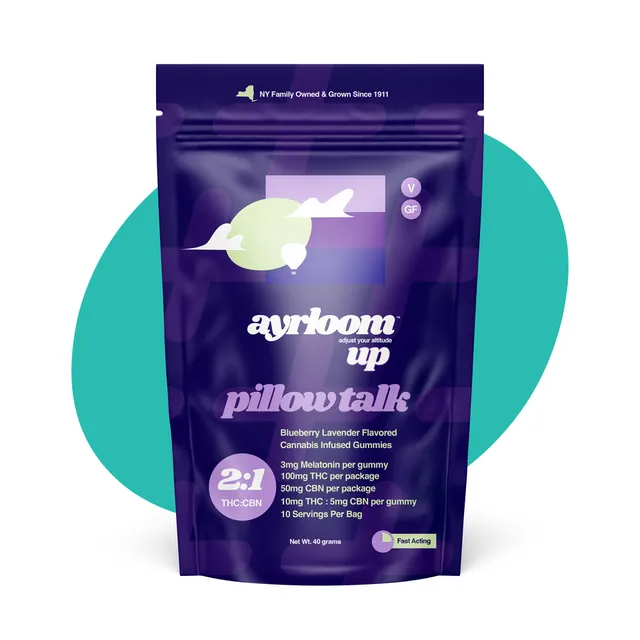 NY Family Owned & Grown Since 1911
V
GF
ayrloom™
adjust your altitude
up
pillow talk
Blueberry Lavender Flavored
Cannabis Infused Gummies
2:1
THC:CBN
3mg Melatonin per gummy
100mg THC per package
50mg CBN per package
10mg THC : 5mg CBN per gummy
10 Servings Per Bag
Net Wt. 40 grams
Fast Acting